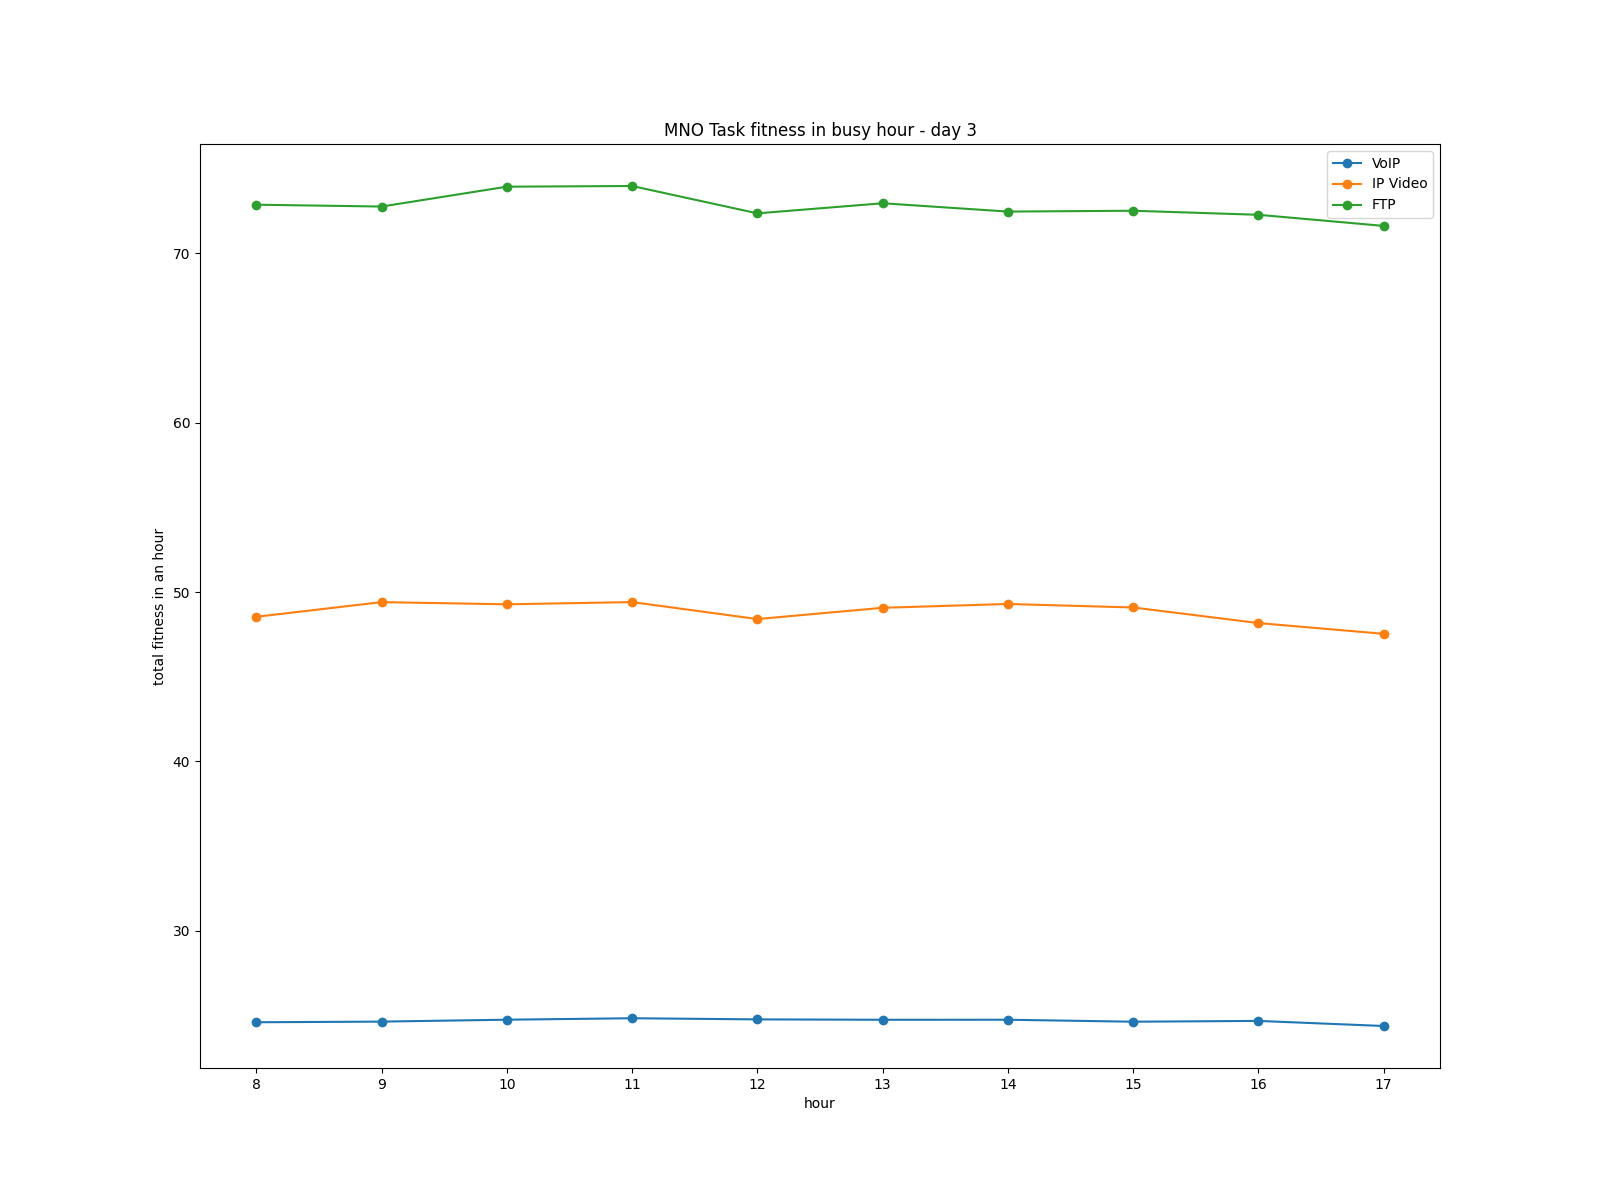 MNO Task fitness in busy hour - day 3
VoIP
IP Video
FTP
70
60
50
40
30
total fitness in an hour
8 9 10 11 12 13 14 15 16 17
hour